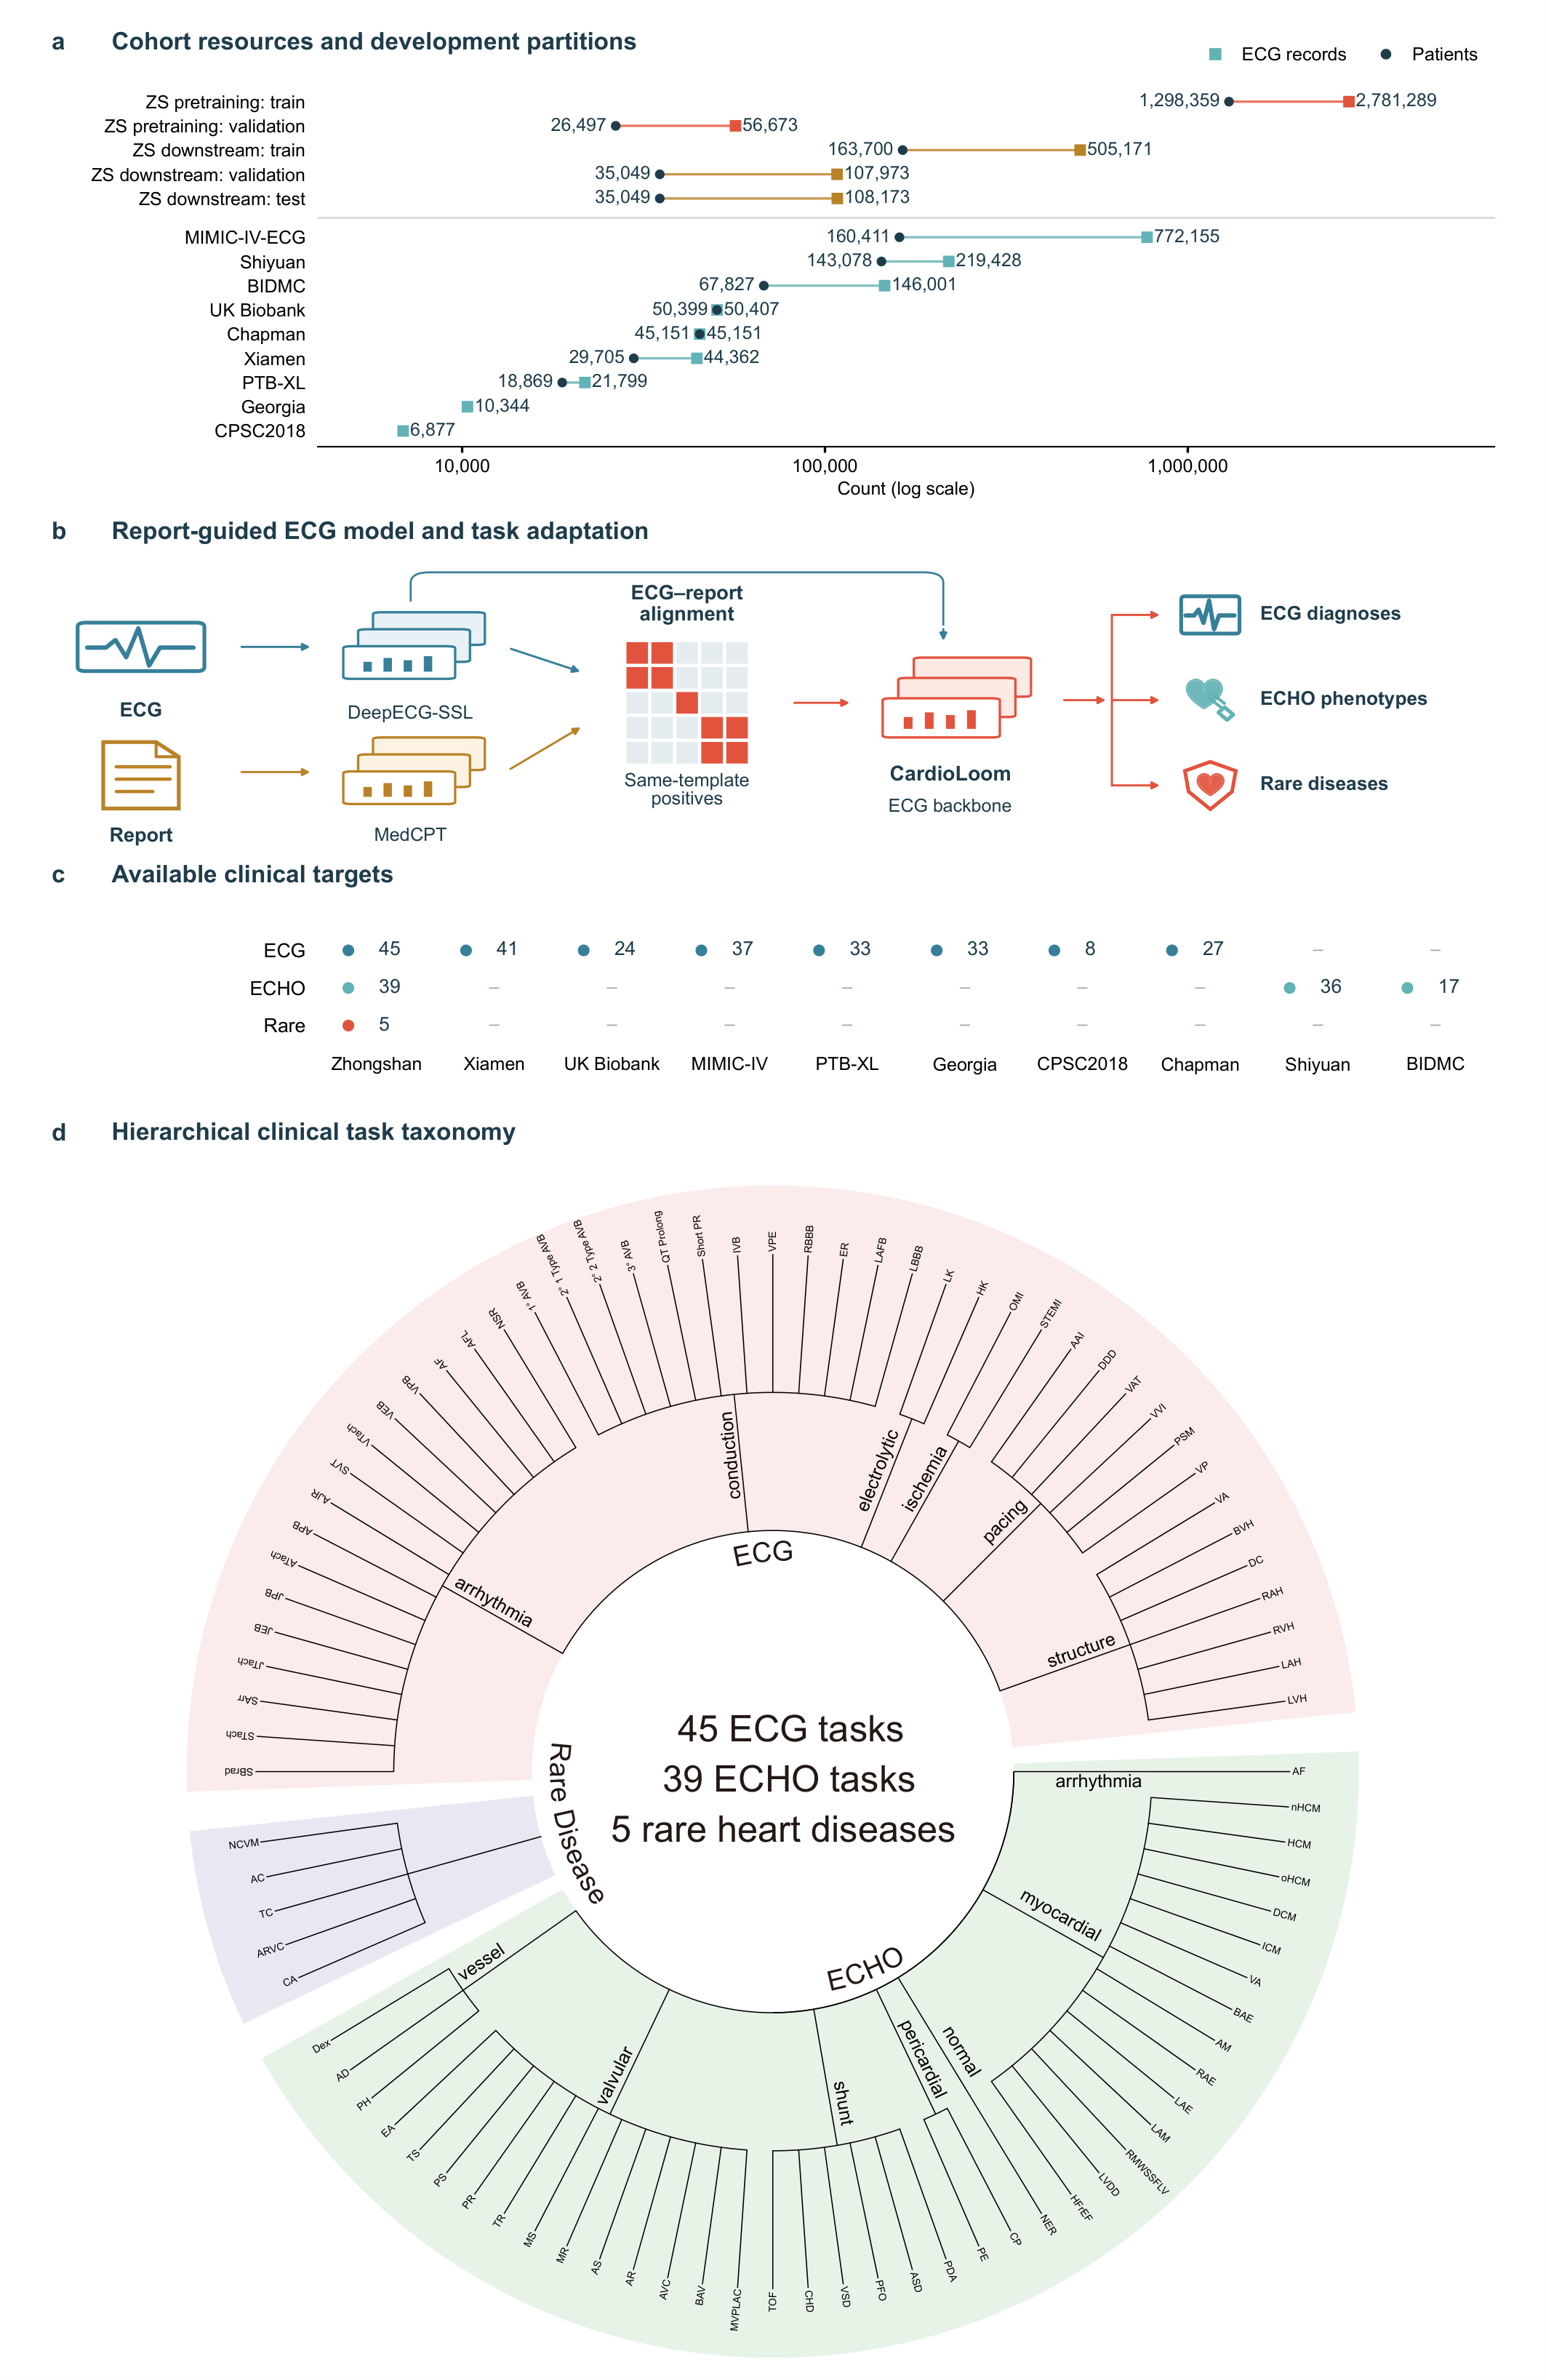 a Cohort resources and development partitions
ECG records Patients
ZS pretraining: train 1,298,359 2,781,289
ZS pretraining: validation 26,497 56,673
ZS downstream: train 163,700 505,171
ZS downstream: validation 35,049 107,973
ZS downstream: test 35,049 108,173
MIMIC-IV-ECG 160,411 772,155
Shiyuan 143,078 219,428
BIDMC 67,827 146,001
UK Biobank 50,399 50,407
Chapman 45,151 45,151
Xiamen 29,705 44,362
PTB-XL 18,869 21,799
Georgia 10,344
CPSC2018 6,877
10,000 100,000 1,000,000
Count (log scale)
b Report-guided ECG model and task adaptation
ECG
Report
DeepECG-SSL
MedCPT
ECG–report
alignment
Same-template
positives
CardioLoom
ECG backbone
ECG diagnoses
ECHO phenotypes
Rare diseases
c Available clinical targets
ECG 45 41 24 37 33 33 8 27 – –
ECHO 39 – – – – – – – 36 17
Rare 5 – – – – – – – – –
Zhongshan Xiamen UK Biobank MIMIC-IV PTB-XL Georgia CPSC2018 Chapman Shiyuan BIDMC
d Hierarchical clinical task taxonomy
ECG
arrhythmia
SBrad
STach
SArr
JTach
JEB
JPB
ATach
APB
AJR
SVT
VTach
VEB
VPB
AF
AFL
NSR
conduction
1° AVB
2° 1 Type AVB
2° 2 Type AVB
3° AVB
QT Prolong
Short PR
IVB
VPE
RBBB
ER
LAFB
LBBB
electrolytic
LK
HK
ischemia
OMI
STEMI
pacing
AAI
DDD
VAT
VVI
PSM
VP
structure
VA
BVH
DC
RAH
RVH
LAH
LVH
45 ECG tasks
39 ECHO tasks
5 rare heart diseases
ECHO
arrhythmia
AF
myocardial
nHCM
HCM
oHCM
DCM
ICM
VA
BAE
AM
RAE
LAE
LAM
RMWSSFLV
LVDD
HFrEF
normal
NER
pericardial
CP
PE
shunt
PDA
ASD
PFO
VSD
CHD
TOF
valvular
MVPLAC
BAV
AVC
AR
AS
MR
MS
TR
PR
PS
TS
EA
vessel
PH
AD
Dex
Rare Disease
CA
ARVC
TC
AC
NCVM